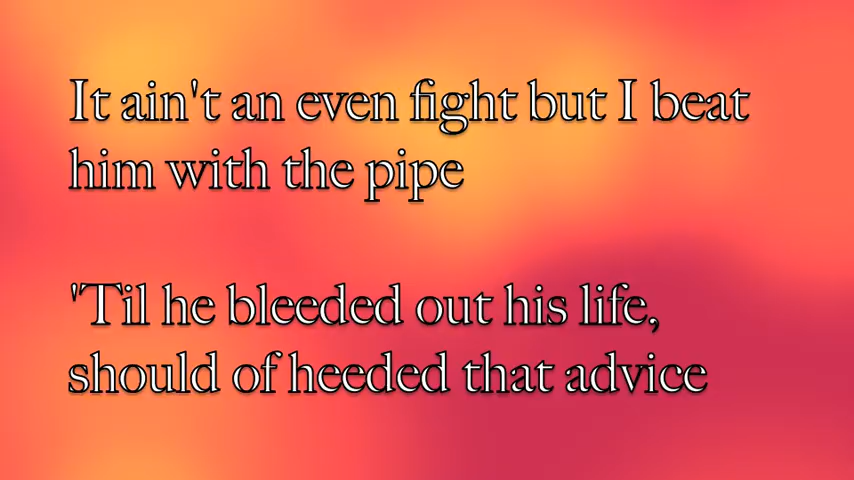 It ain't an even fight but I beat
him with the pipe
'Til he bleeded out his life,
should of heeded that advice